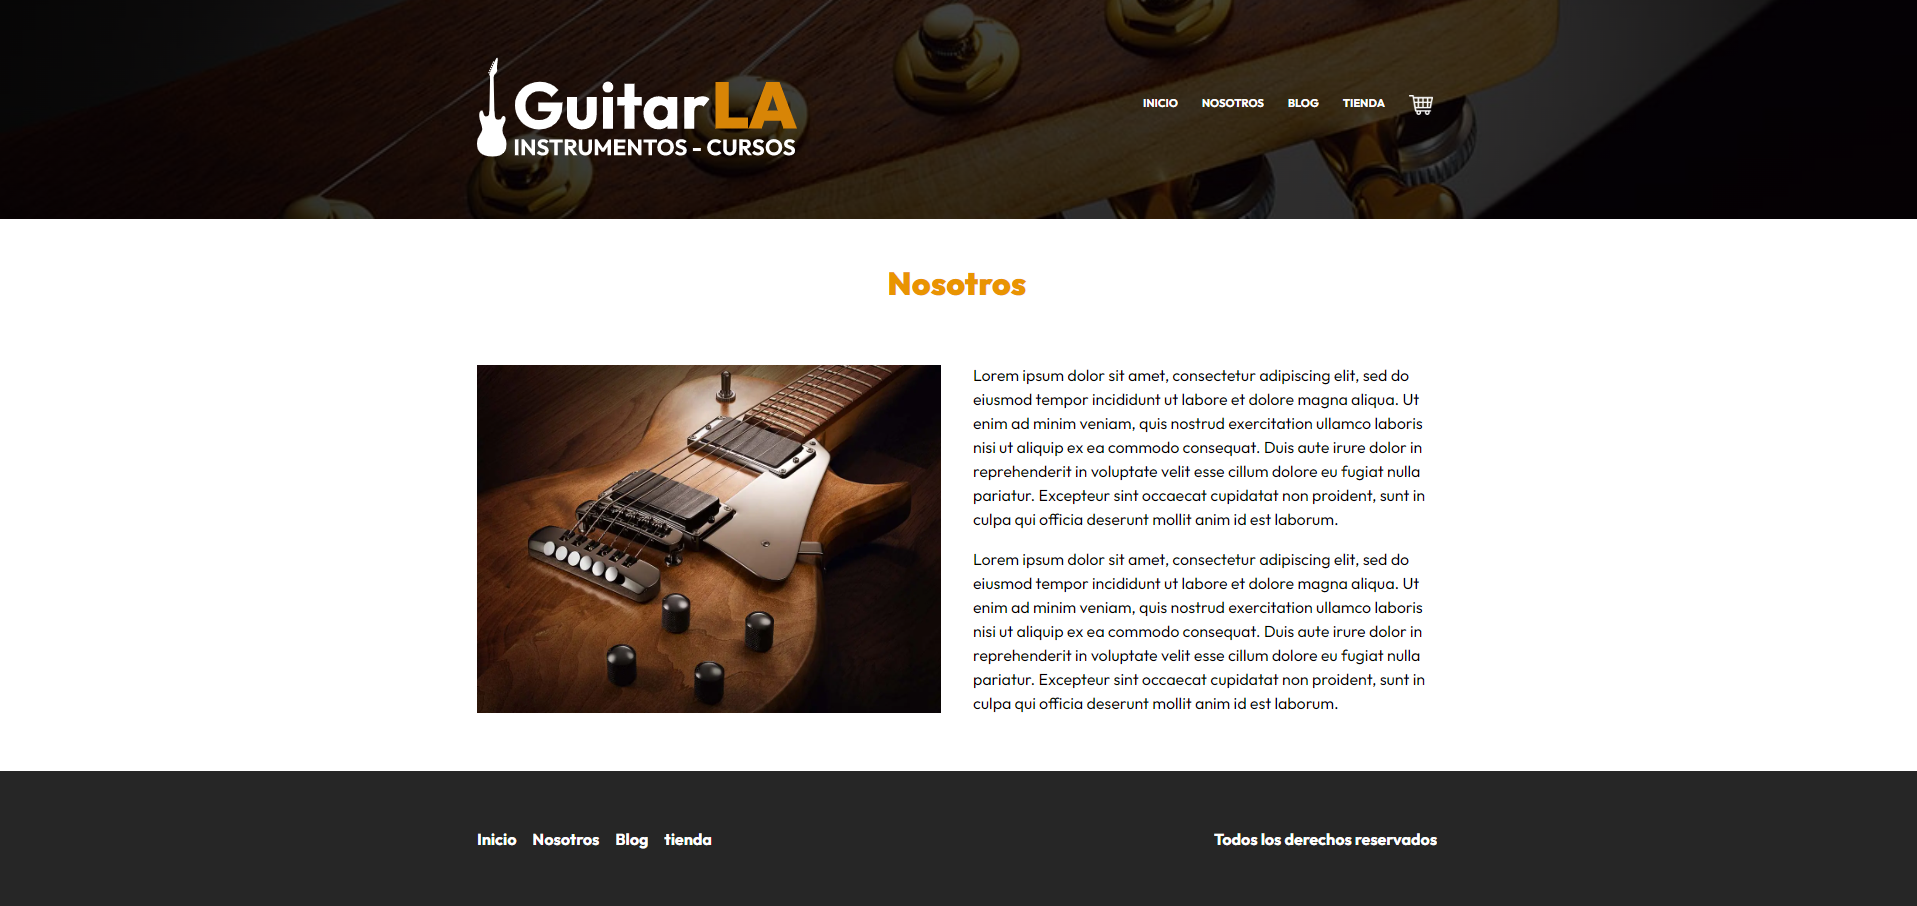 GuitarLA
INSTRUMENTOS - CURSOS
INICIO NOSOTROS BLOG TIENDA
Nosotros
Lorem ipsum dolor sit amet, consectetur adipiscing elit, sed do
eiusmod tempor incididunt ut labore et dolore magna aliqua. Ut
enim ad minim veniam, quis nostrud exercitation ullamco laboris
nisi ut aliquip ex ea commodo consequat. Duis aute irure dolor in
reprehenderit in voluptate velit esse cillum dolore eu fugiat nulla
pariatur. Excepteur sint occaecat cupidatat non proident, sunt in
culpa qui officia deserunt mollit anim id est laborum.
Lorem ipsum dolor sit amet, consectetur adipiscing elit, sed do
eiusmod tempor incididunt ut labore et dolore magna aliqua. Ut
enim ad minim veniam, quis nostrud exercitation ullamco laboris
nisi ut aliquip ex ea commodo consequat. Duis aute irure dolor in
reprehenderit in voluptate velit esse cillum dolore eu fugiat nulla
pariatur. Excepteur sint occaecat cupidatat non proident, sunt in
culpa qui officia deserunt mollit anim id est laborum.
Inicio Nosotros Blog tienda
Todos los derechos reservados